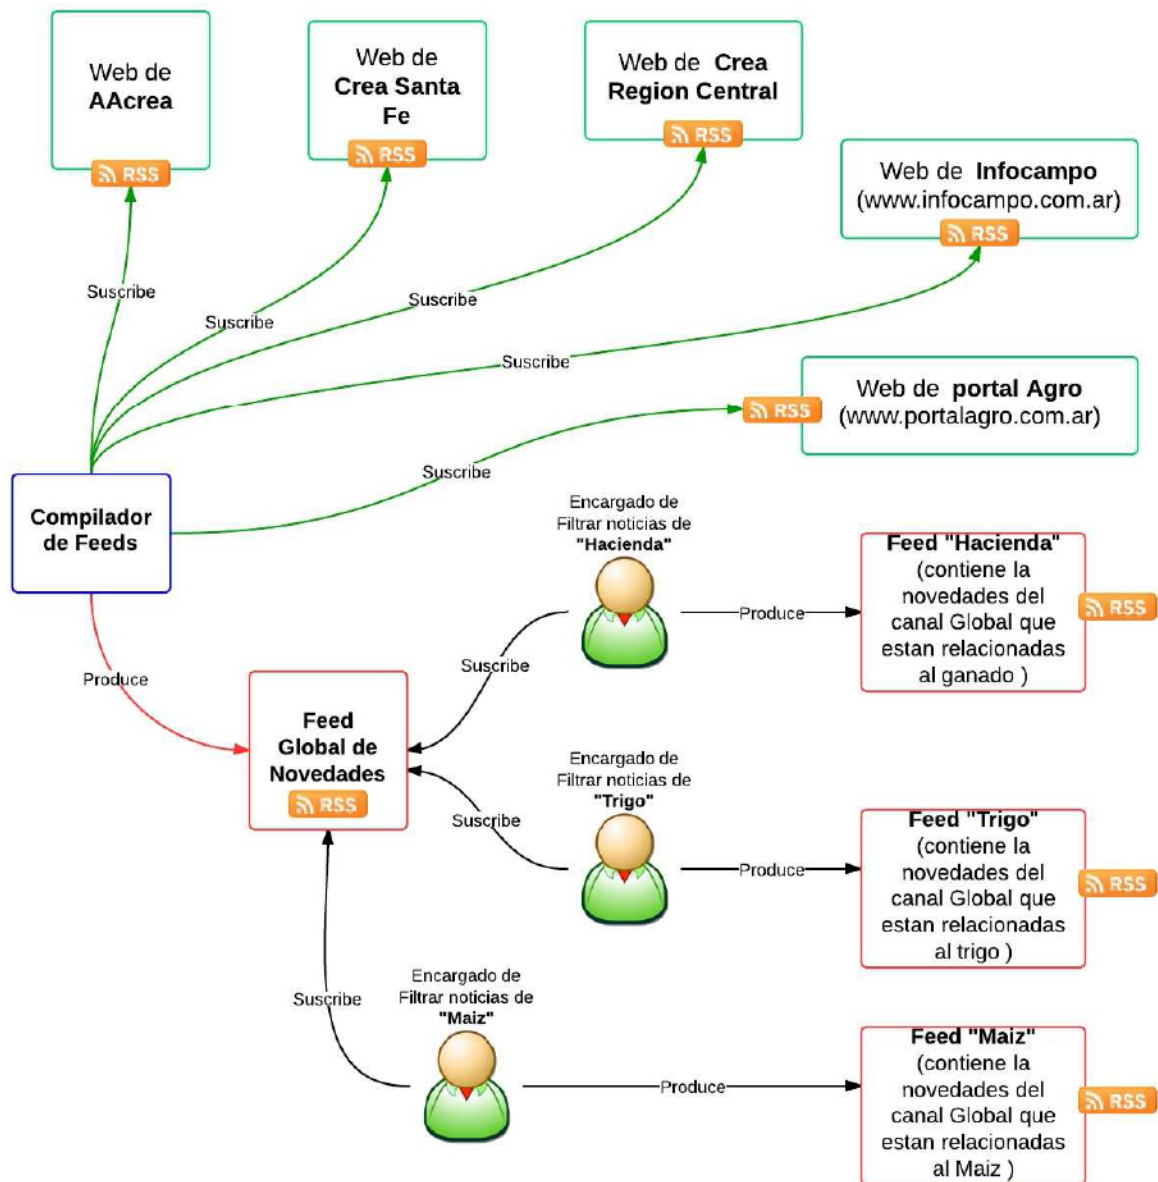 Web de
AAcrea
RSS
Web de
Crea Santa
Fe
RSS
Web de Crea
Region Central
RSS
Web de Infocampo
(www.infocampo.com.ar)
RSS
Suscribe
Suscribe
Suscribe
Suscribe
Web de portal Agro
(www.portalagro.com.ar)
RSS
Suscribe
Compilador
de Feeds
Encargado de
Filtrar noticias de
"Hacienda"
Feed "Hacienda"
(contiene la
novedades del
canal Global que
estan relacionadas
al ganado )
RSS
Produce
Suscribe
Produce
Feed
Global de
Novedades
RSS
Encargado de
Filtrar noticias de
"Trigo"
Suscribe
Produce
Feed "Trigo"
(contiene la
novedades del
canal Global que
estan relacionadas
al trigo )
RSS
Encargado de
Filtrar noticias de
"Maiz"
Suscribe
Produce
Feed "Maiz"
(contiene la
novedades del
canal Global que
estan relacionadas
al Maiz )
RSS